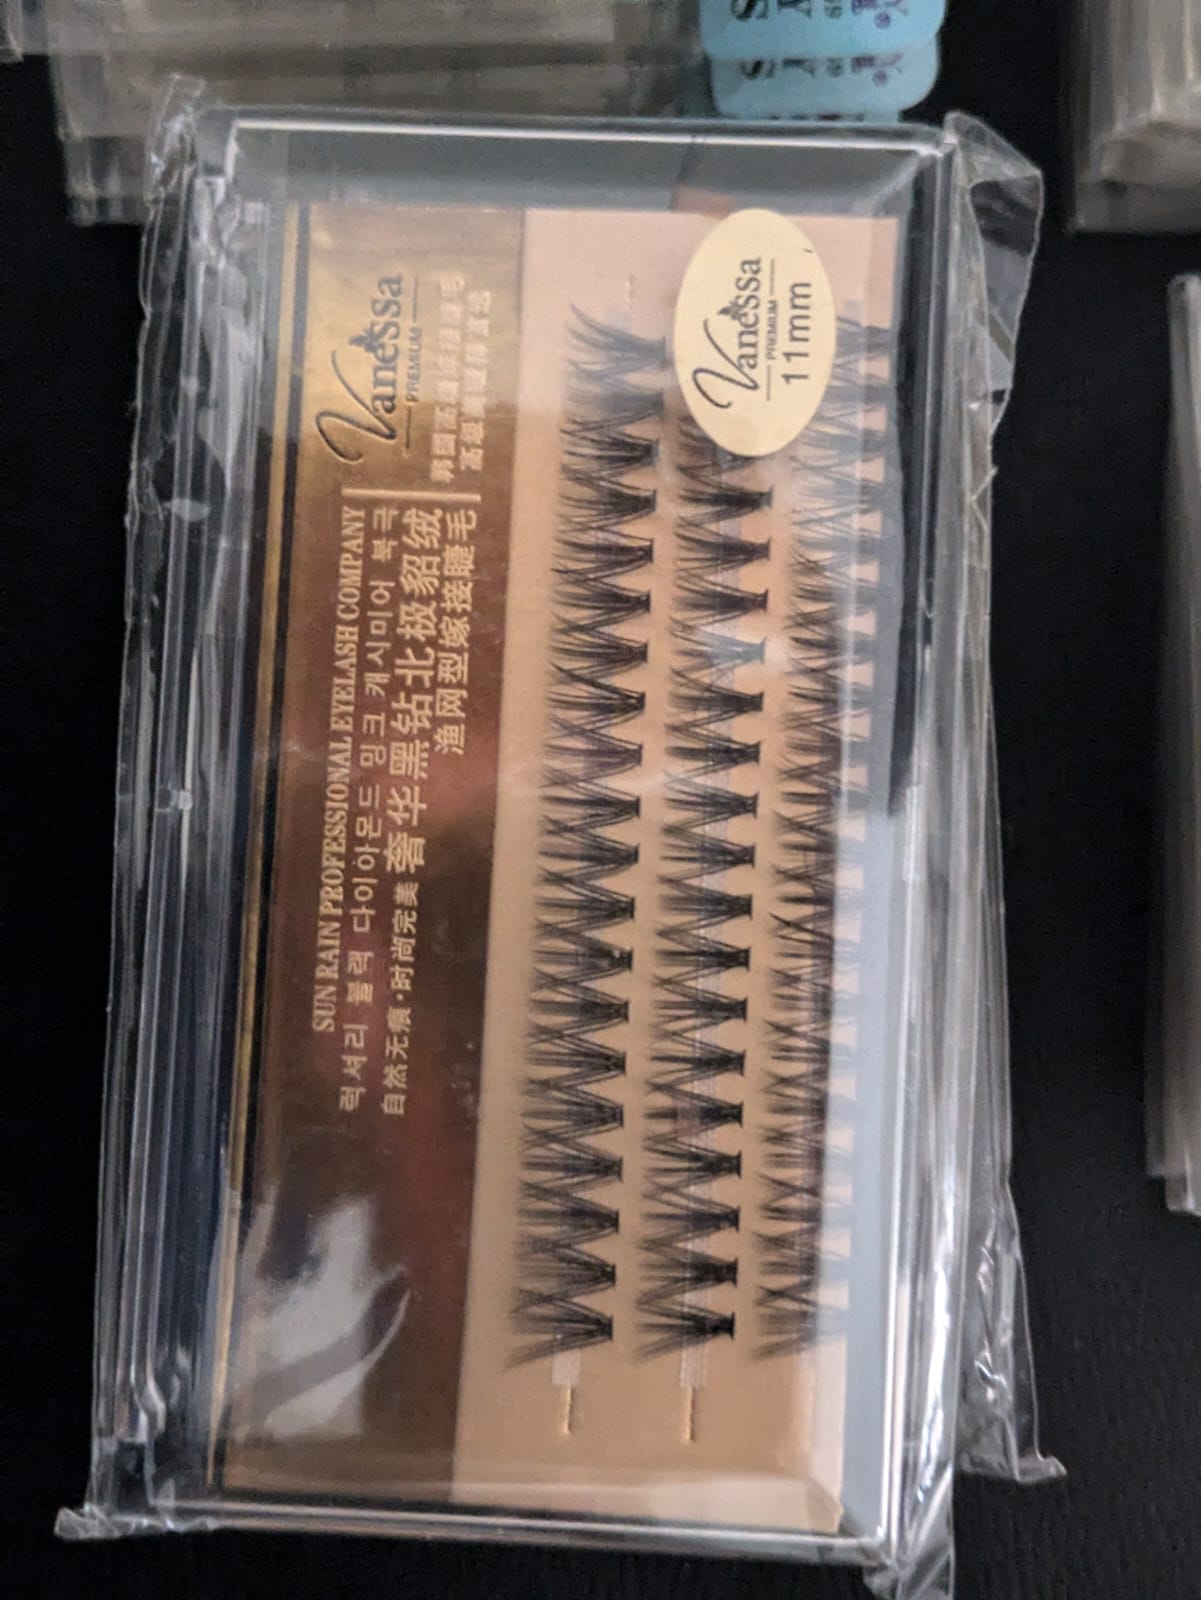 Vanessa
PREMIUM
SUN RAIN PROFESSIONAL EYELASH COMPANY
럭셔리 블랙 다이아몬드 밍크 캐시미어 북극
自然无痕·时尚完美 奢华黑钻北极貂绒
渔网型嫁接睫毛
Vanessa
PREMIUM
11mm